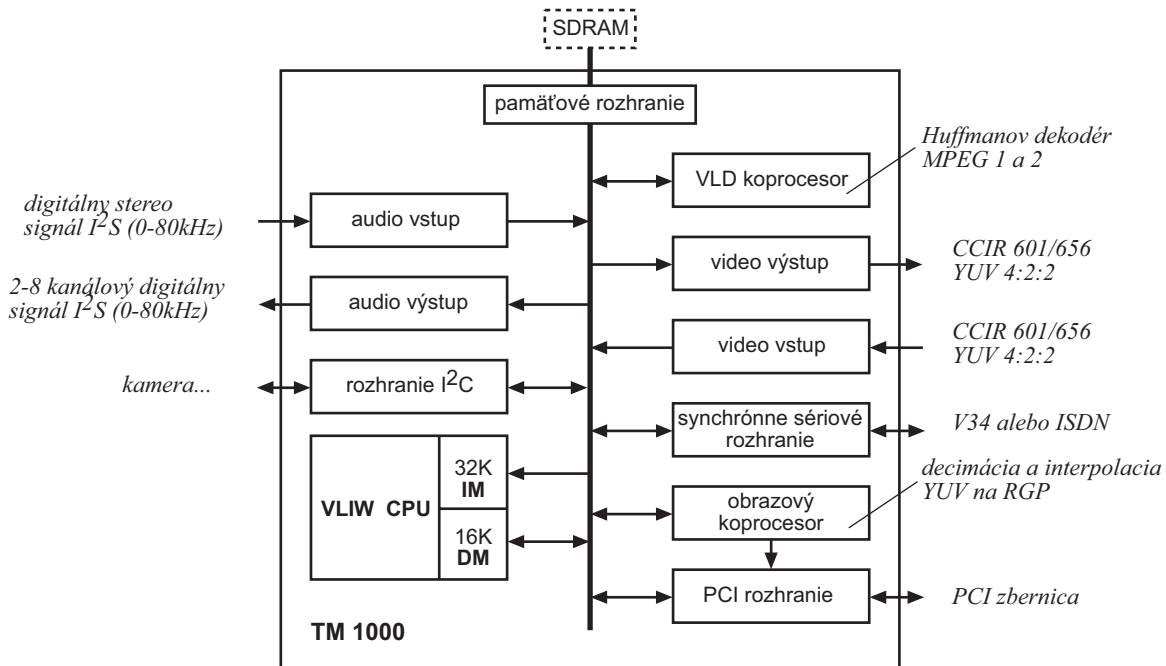 SDRAM
pamäťové rozhranie
Huffmanov dekodér
MPEG 1 a 2
VLD koprocesor
digitálny stereo
signál I²S (0-80kHz)
audio vstup
video výstup
CCIR 601/656
YUV 4:2:2
2-8 kanálový digitálny
signál I²S (0-80kHz)
audio výstup
video vstup
CCIR 601/656
YUV 4:2:2
kamera...
rozhranie I²C
synchrónne sériové
rozhranie
V34 alebo ISDN
VLIW CPU
32K
IM
16K
DM
decimácia a interpolacia
YUV na RGP
obrazový
koprocesor
PCI rozhranie
PCI zbernica
TM 1000